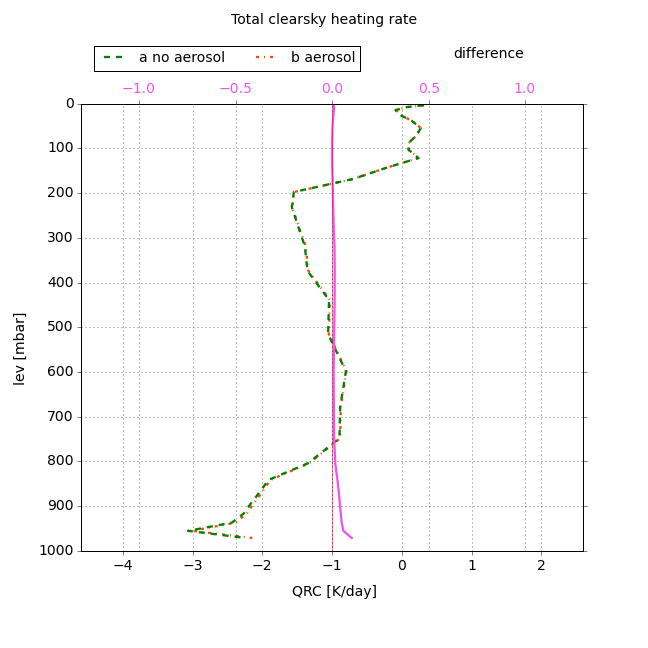 Total clearsky heating rate
a no aerosol b aerosol
difference
−1.0 −0.5 0.0 0.5 1.0
0
100
200
300
400
500
600
700
800
900
1000
lev [mbar]
−4 −3 −2 −1 0 1 2
QRC [K/day]